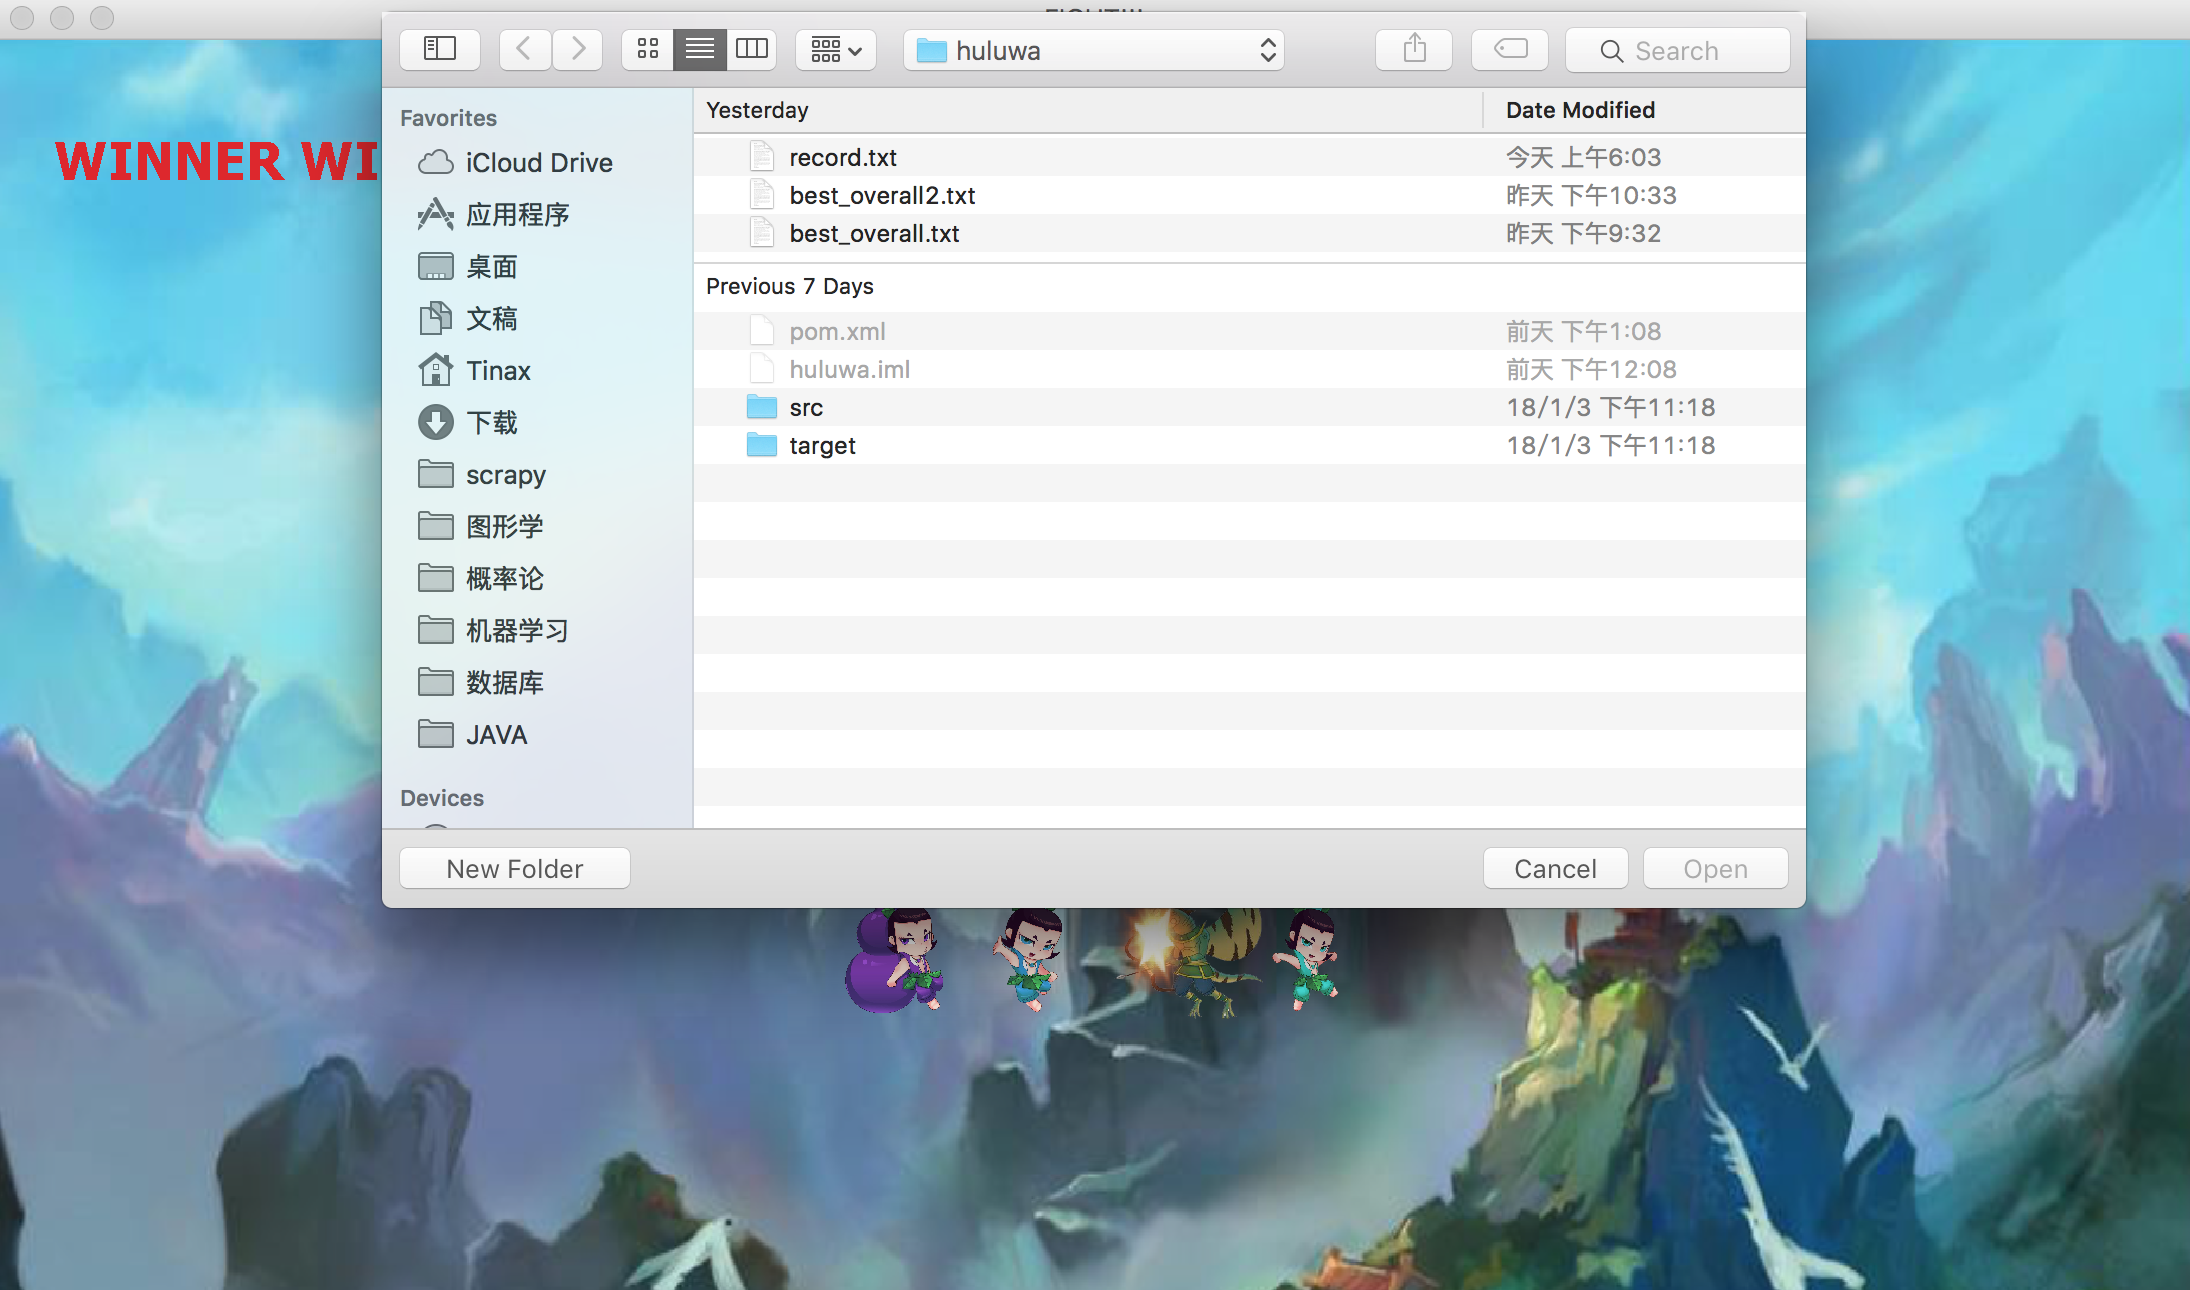 huluwa
Search
Favorites
iCloud Drive
应用程序
桌面
文稿
Tinax
下载
scrapy
图形学
概率论
机器学习
数据库
JAVA
Devices
Yesterday Date Modified
record.txt 今天 上午6:03
best_overall2.txt 昨天 下午10:33
best_overall.txt 昨天 下午9:32
Previous 7 Days
pom.xml 前天 下午1:08
huluwa.iml 前天 下午12:08
src 18/1/3 下午11:18
target 18/1/3 下午11:18
New Folder
Cancel
Open
WINNER WI